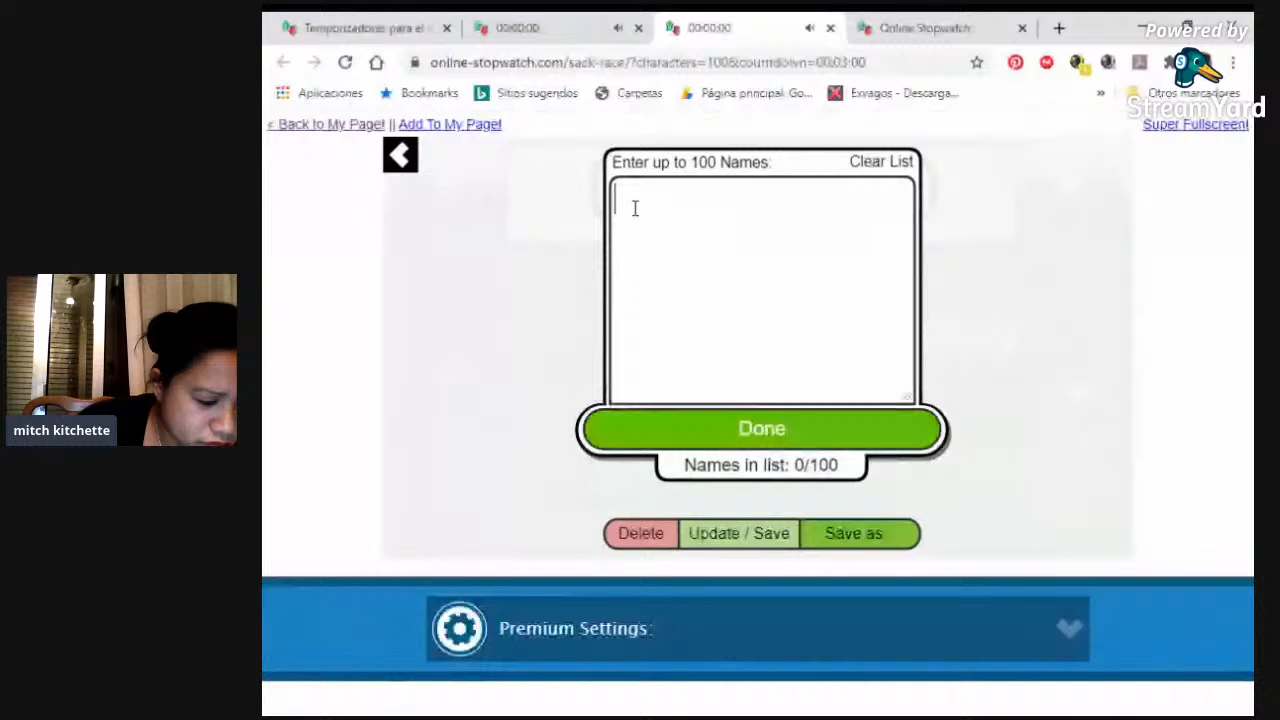 Temporizadores para el
00:00:00
00:00:00
Online Stopwatch
Powered by
StreamYard
online-stopwatch.com/sack-race/?characters=100&countdown=00:03:00
Aplicaciones
Bookmarks
Sitios sugeridos
Carpetas
Página principal: Go...
Exvagos - Descarga...
»
Otros marcadores
< Back to My Page! || Add To My Page!
Super Fullscreen!
Enter up to 100 Names:
Clear List
Done
Names in list: 0/100
Delete
Update / Save
Save as
mitch kitchette
Premium Settings: